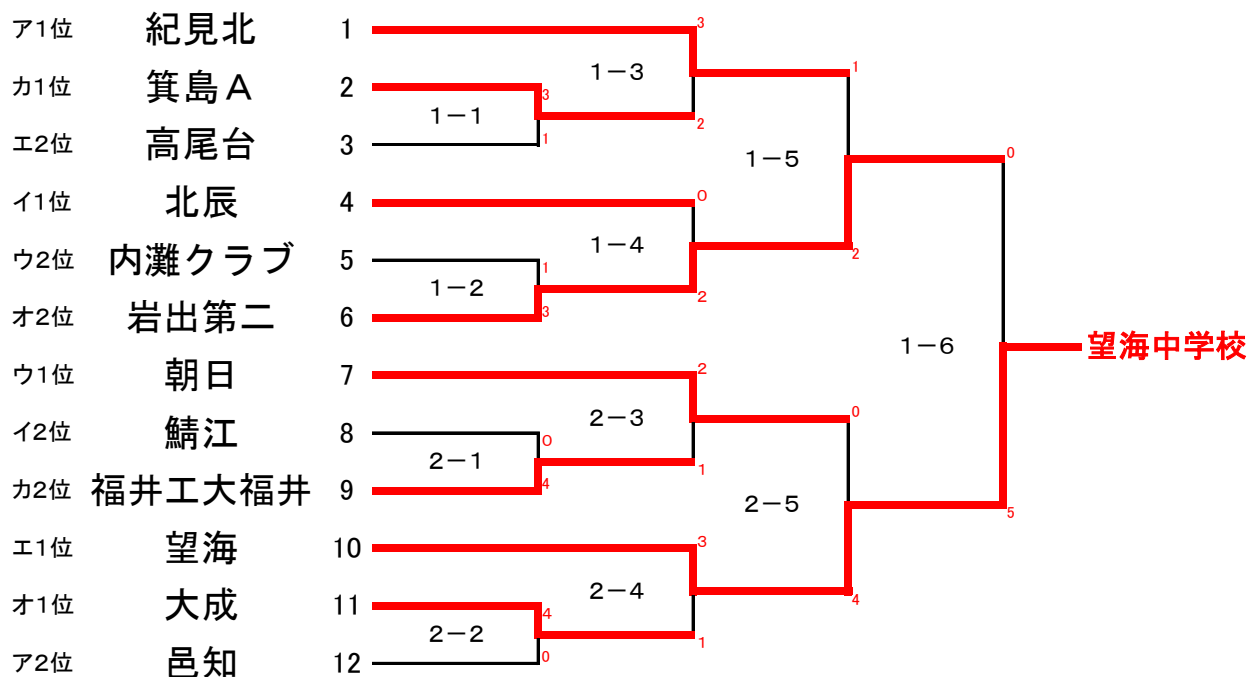 ア1位 紀見北 1 3
1－3 1
カ1位 箕島A 2 3
1－1 2
エ2位 高尾台 3 1
1－5 0
イ1位 北辰 4 0
1－4 2
ウ2位 内灘クラブ 5 1
1－2 2
オ2位 岩出第二 6 3
1－6 望海中学校
ウ1位 朝日 7 2
2－3 0
イ2位 鯖江 8 0
2－1 1
カ2位 福井工大福井 9 4
2－5 5
エ1位 望海 10 3
2－4 4
オ1位 大成 11 4
2－2 1
ア2位 邑知 12 0